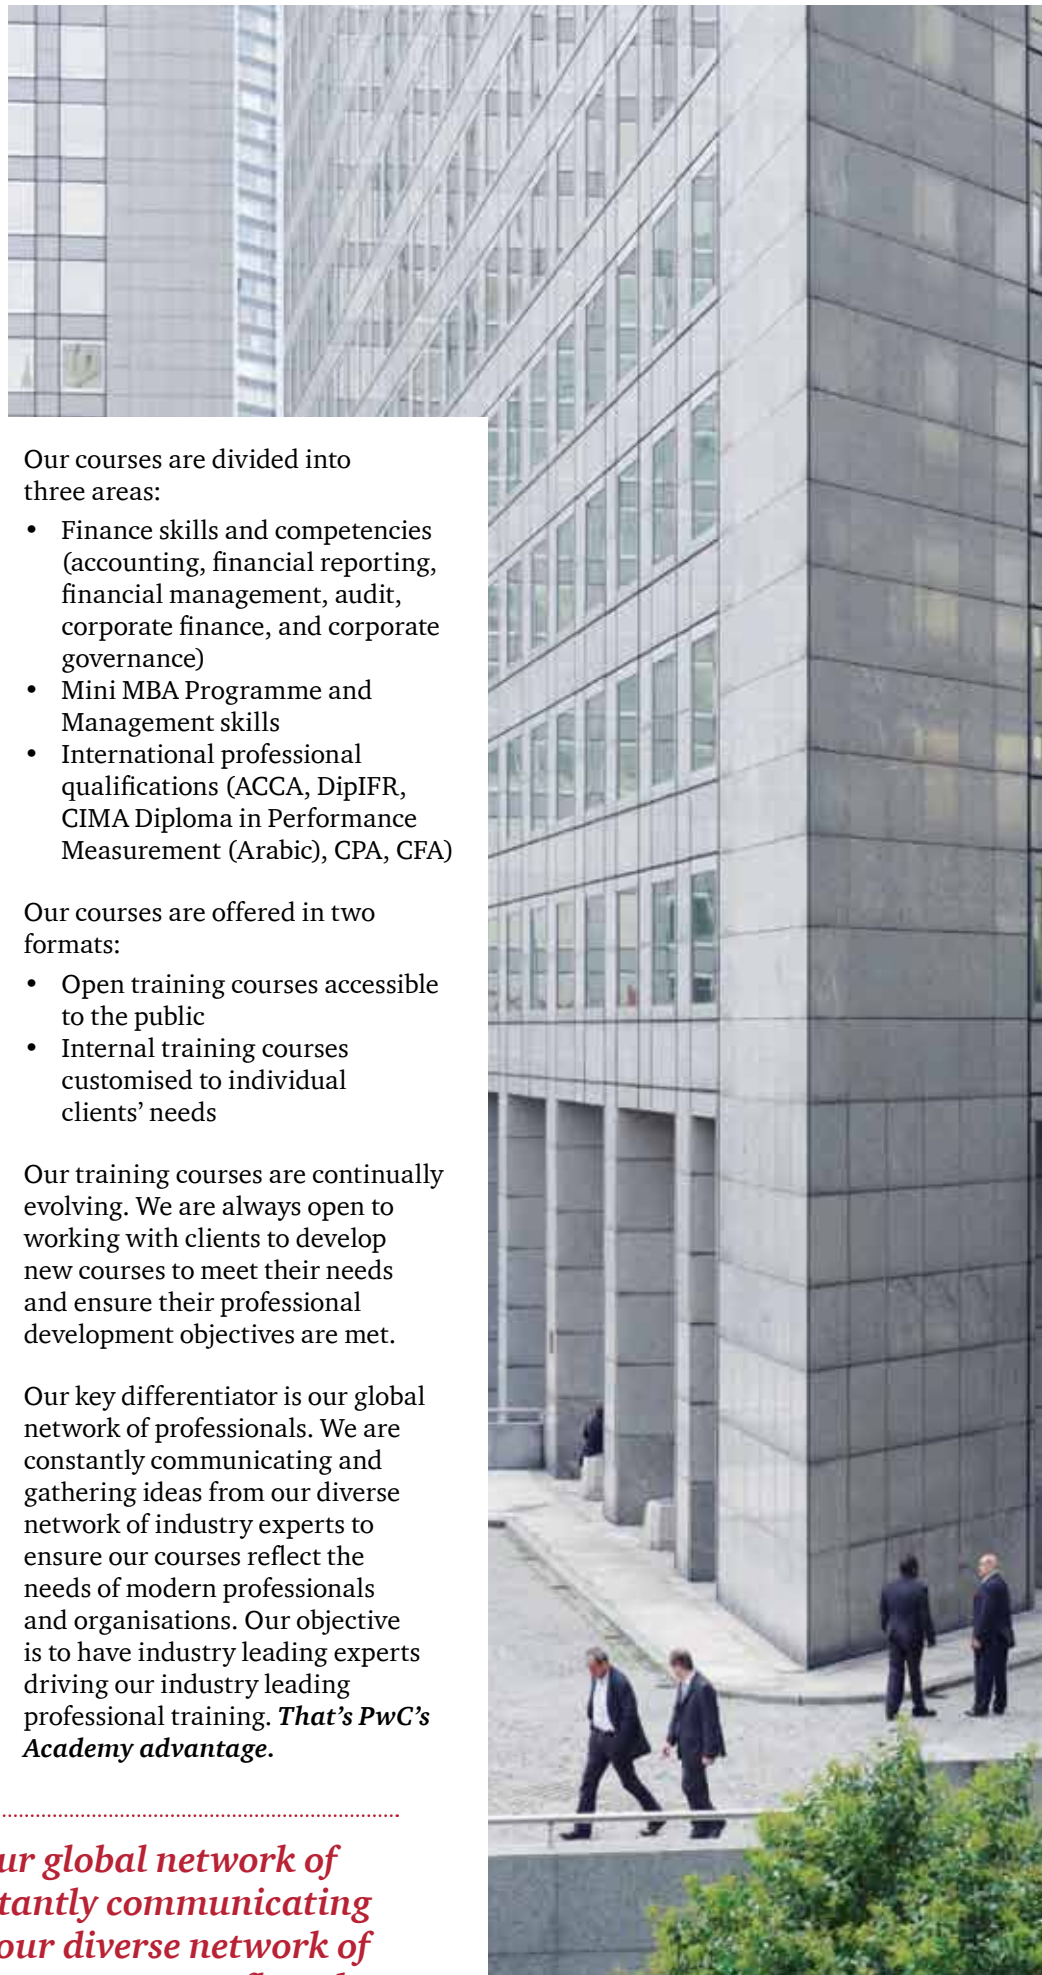 Our courses are divided into
three areas:
• Finance skills and competencies
(accounting, financial reporting,
financial management, audit,
corporate finance, and corporate
governance)
• Mini MBA Programme and
Management skills
• International professional
qualifications (ACCA, DipIFR,
CIMA Diploma in Performance
Measurement (Arabic), CPA, CFA)
Our courses are offered in two
formats:
• Open training courses accessible
to the public
• Internal training courses
customised to individual
clients’ needs
Our training courses are continually
evolving. We are always open to
working with clients to develop
new courses to meet their needs
and ensure their professional
development objectives are met.
Our key differentiator is our global
network of professionals. We are
constantly communicating and
gathering ideas from our diverse
network of industry experts to
ensure our courses reflect the
needs of modern professionals
and organisations. Our objective
is to have industry leading experts
driving our industry leading
professional training. That’s PwC’s
Academy advantage.
ur global network of
tantly communicating
our diverse network of